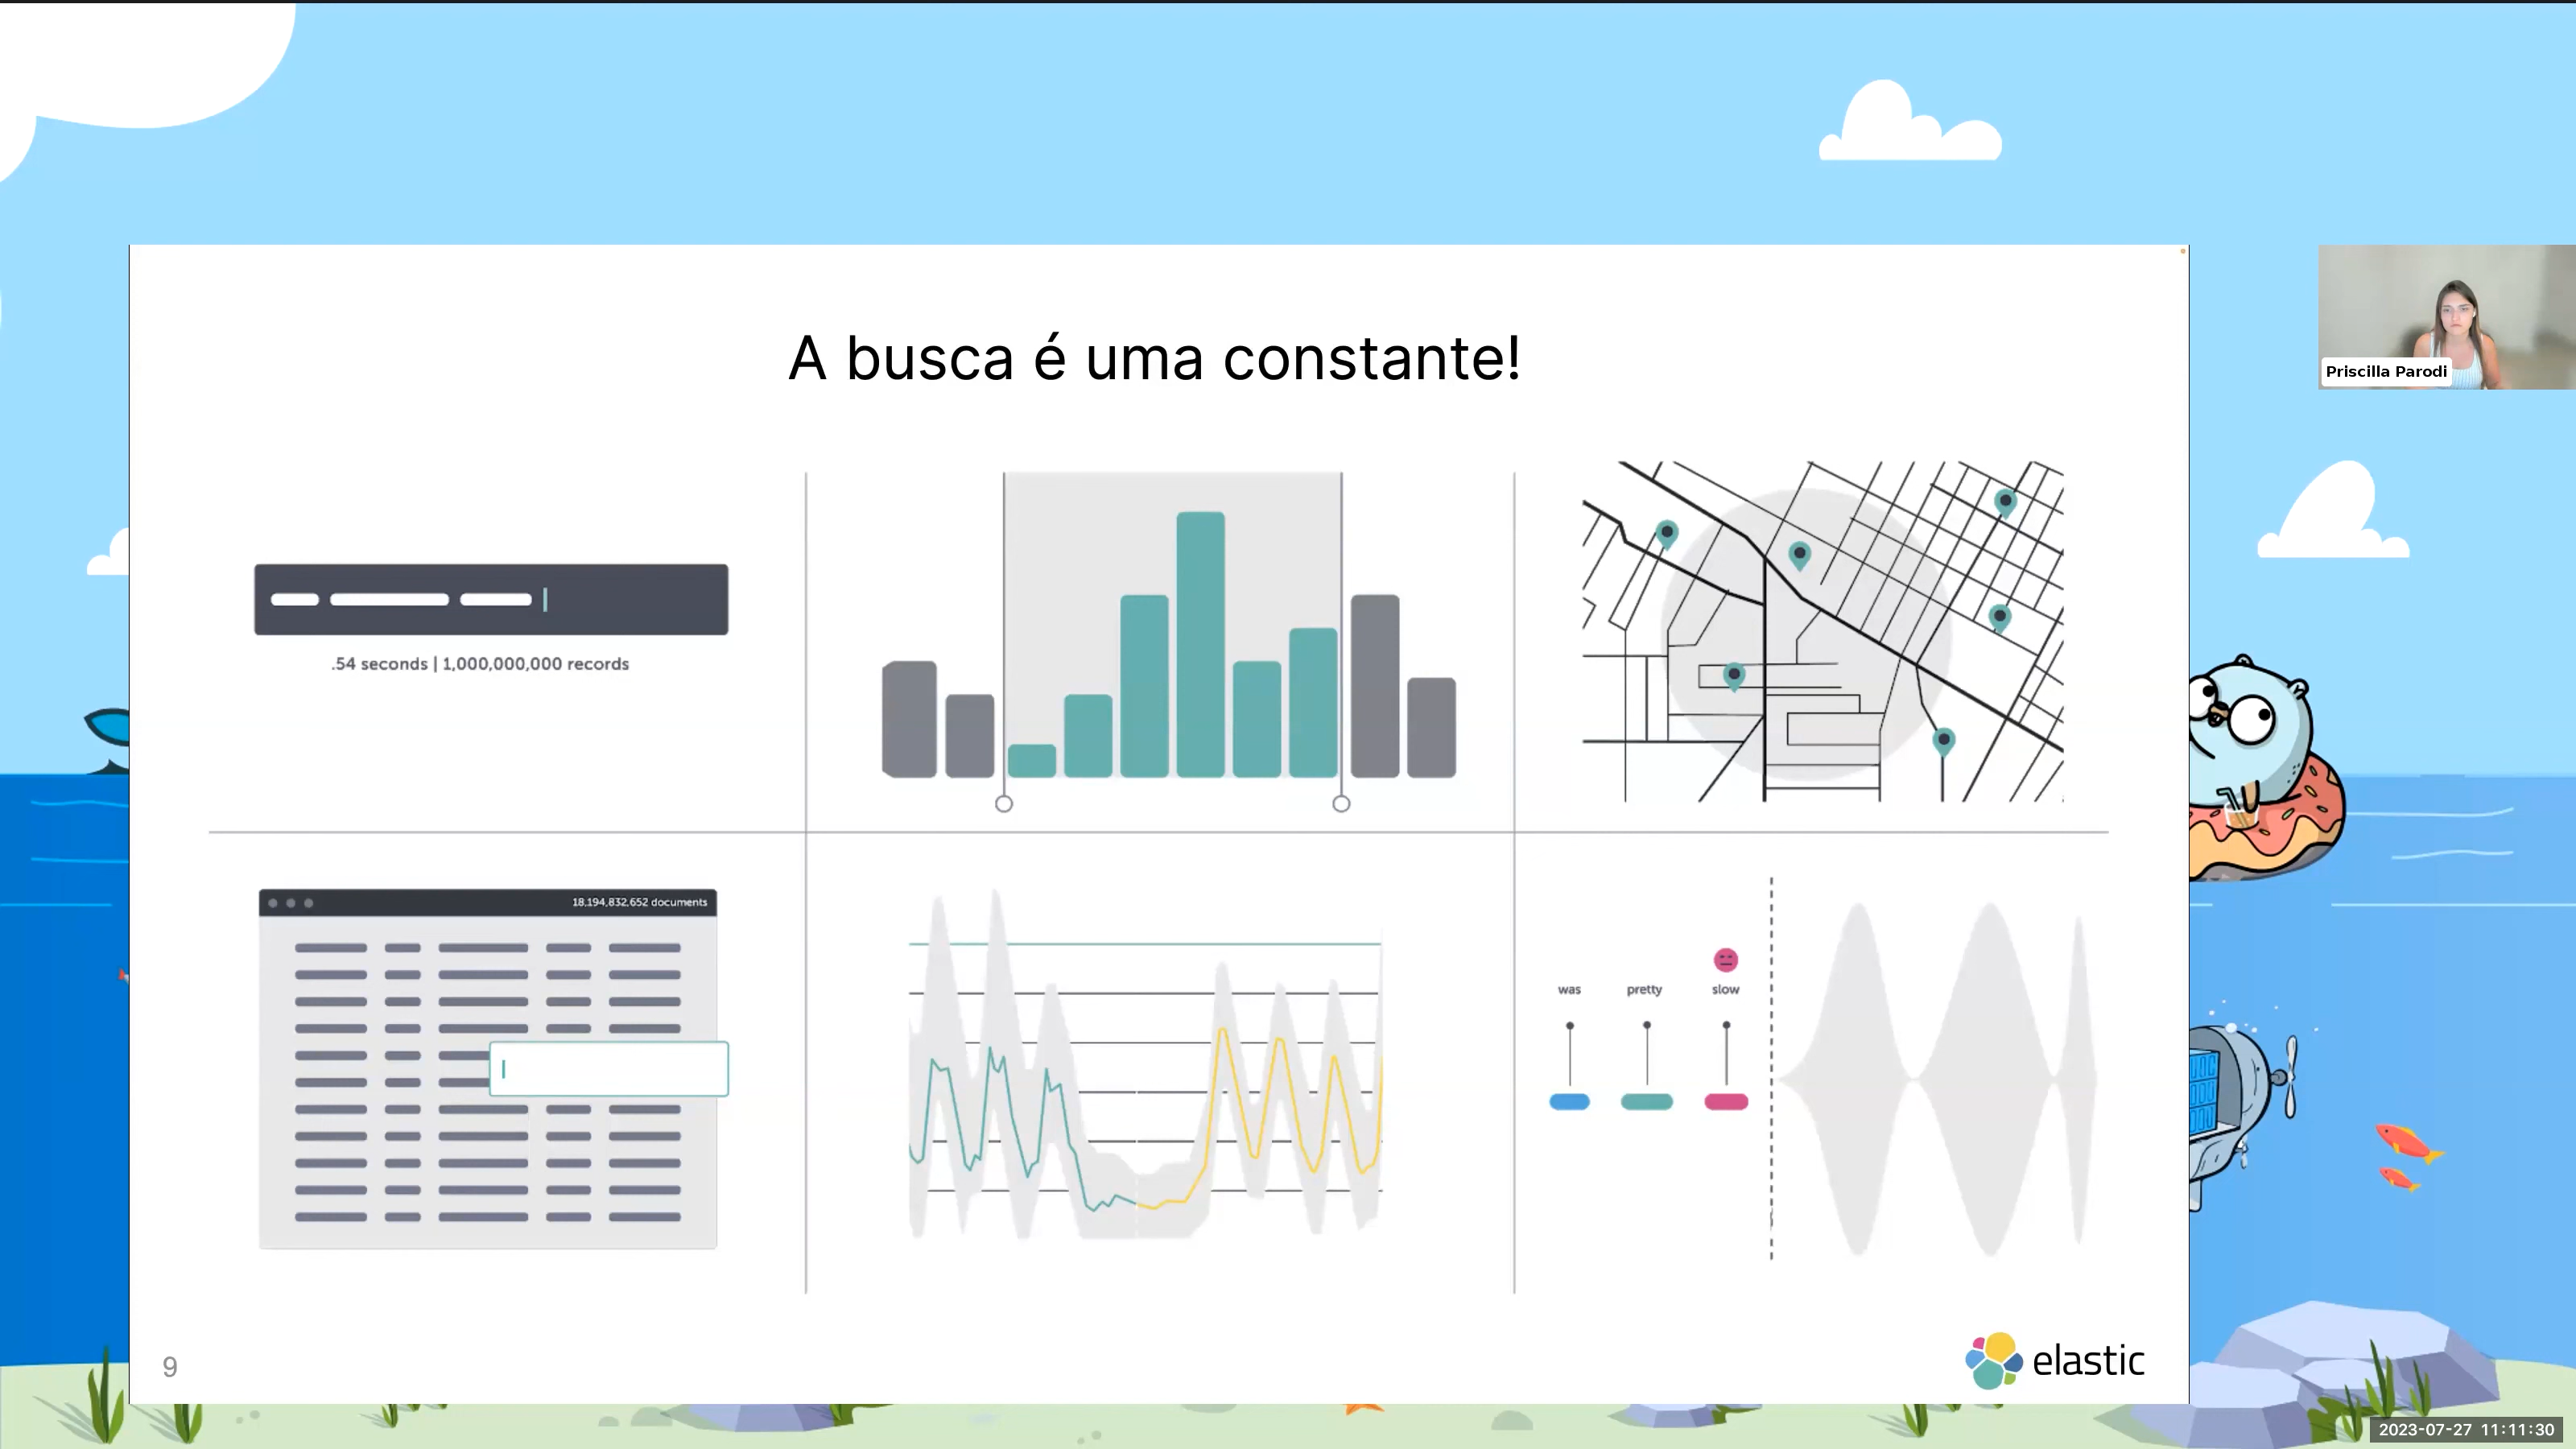 A busca é uma constante!
Priscilla Parodi
.54 seconds | 1,000,000,000 records
18,194,832,652 documents
was pretty slow
9
elastic
2023-07-27 11:11:30